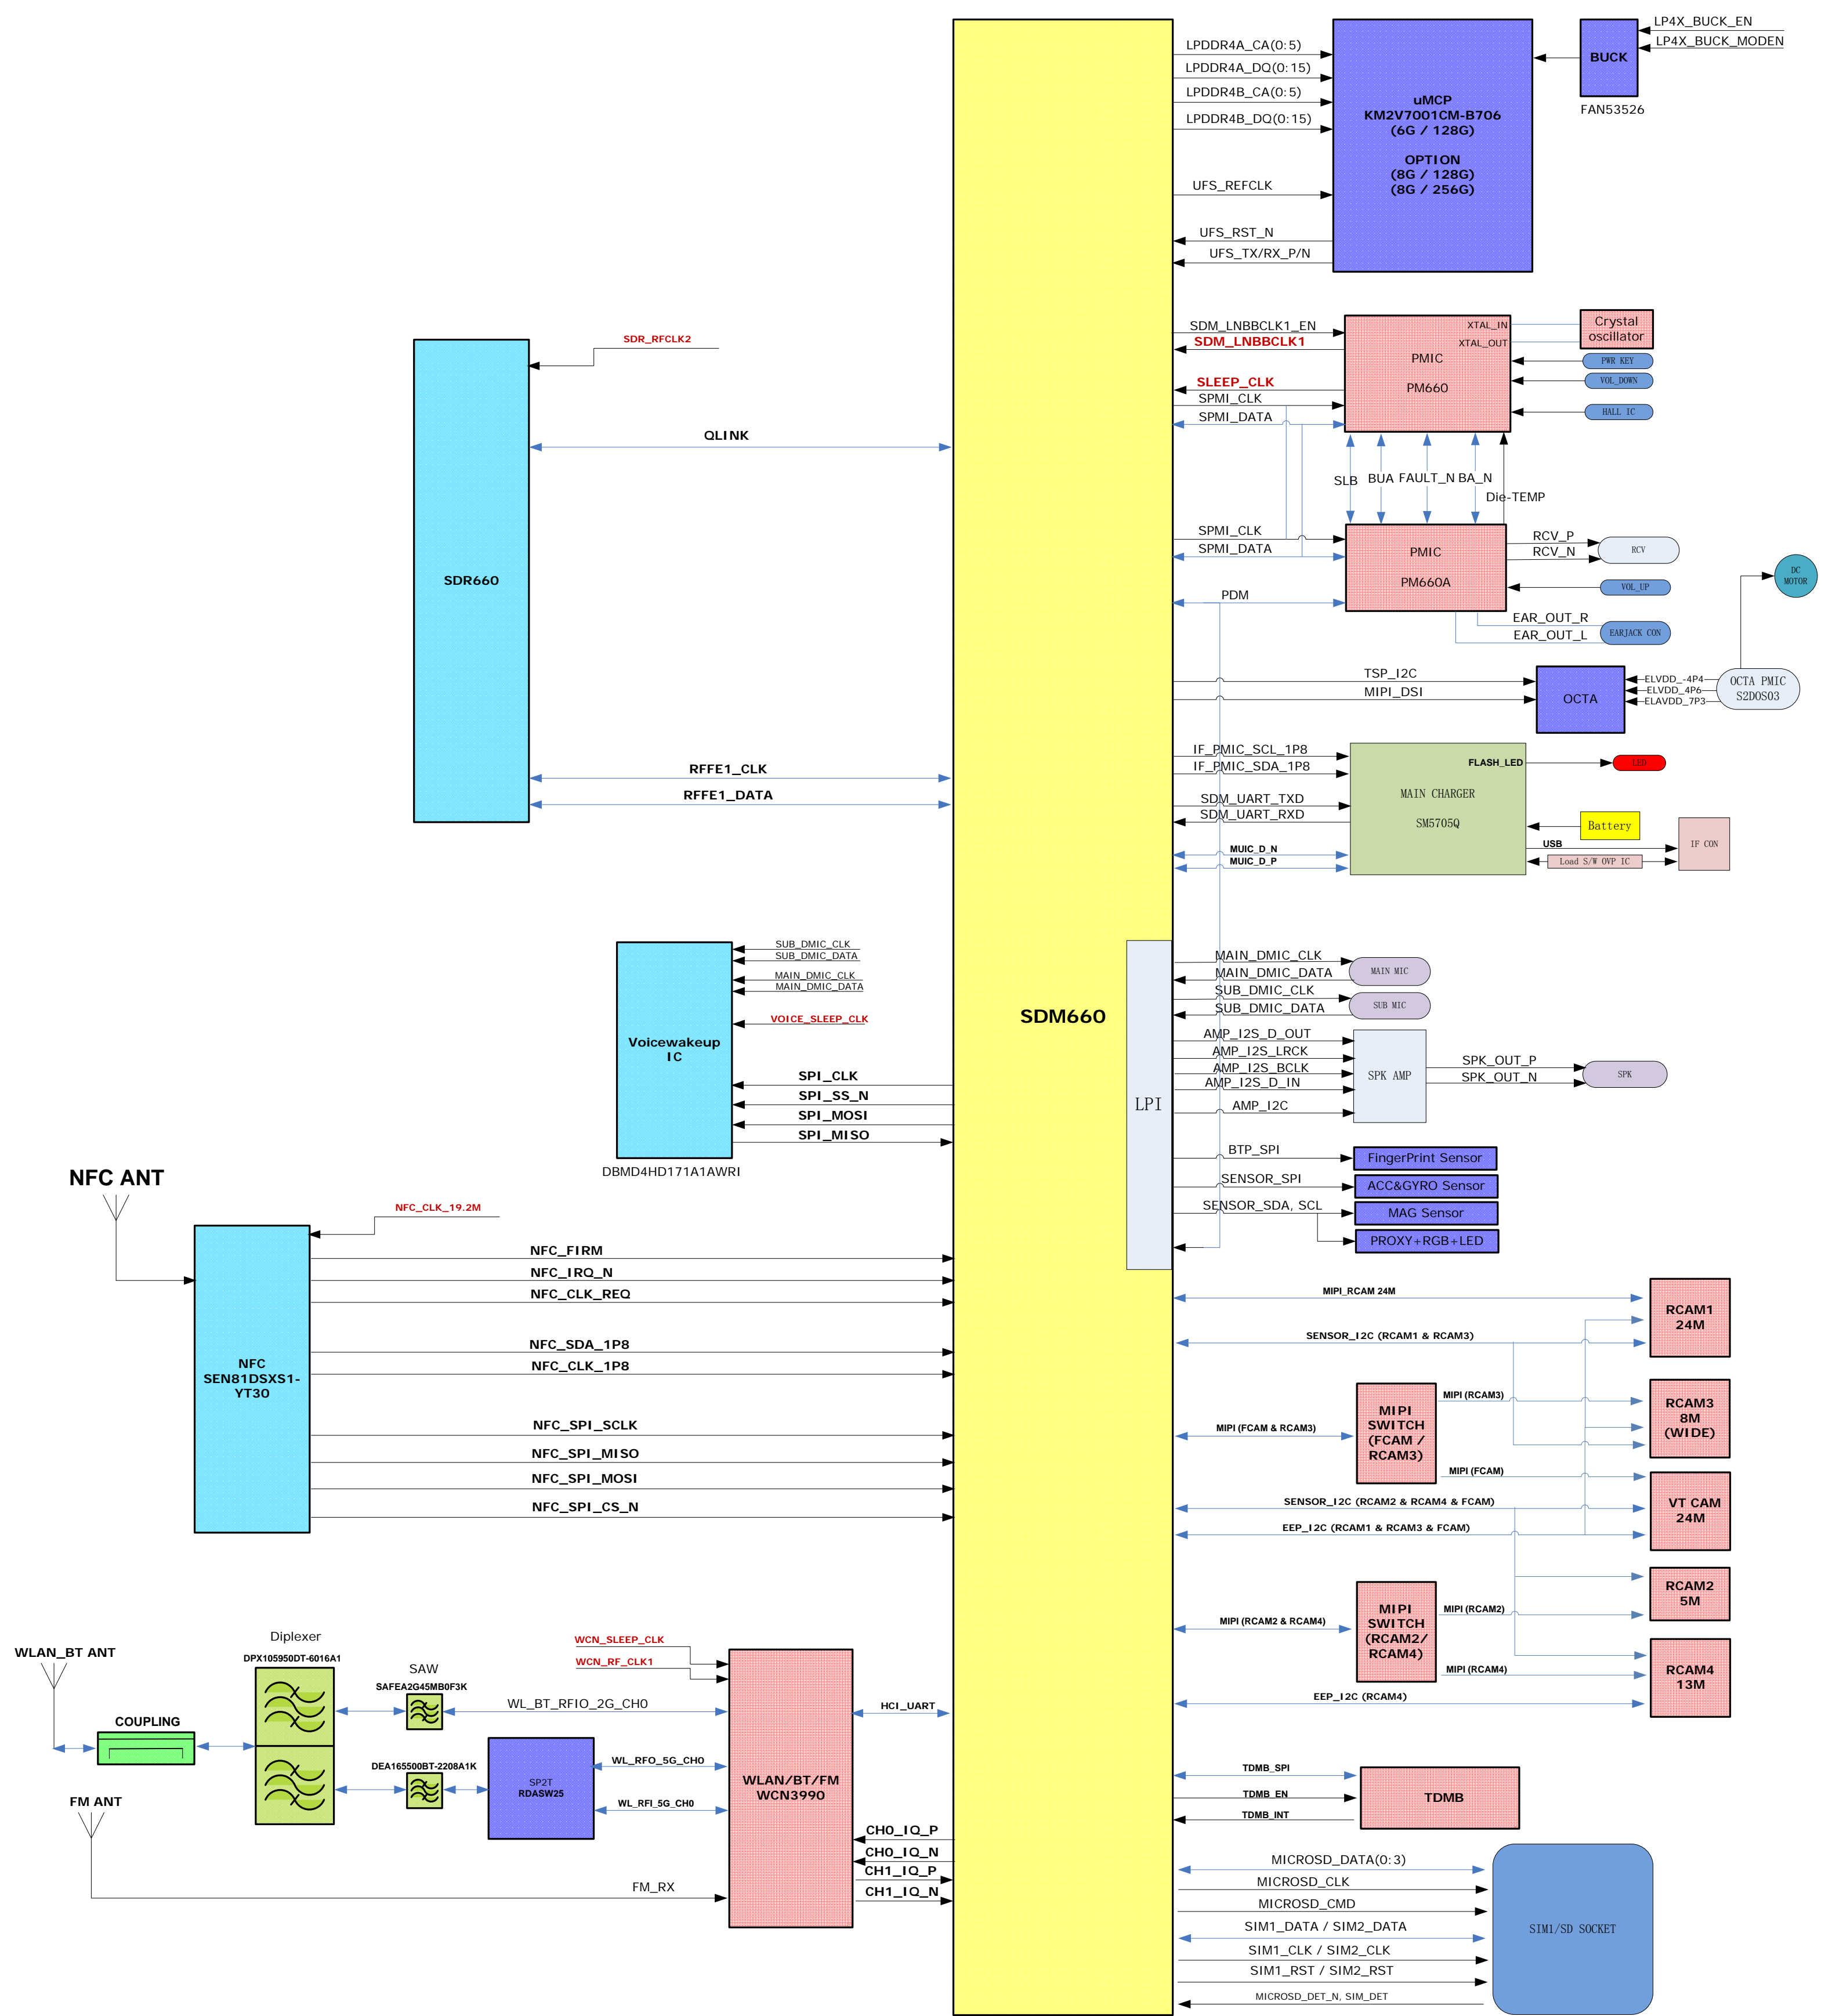 LPDDR4A_CA(0:5)
LPDDR4A_DQ(0:15)
LPDDR4B_CA(0:5)
LPDDR4B_DQ(0:15)
UFS_REFCLK
UFS_RST_N
UFS_TX/RX_P/N
uMCP
KM2V7001CM-B706
(6G / 128G)
OPTION
(8G / 128G)
(8G / 256G)
BUCK
FAN53526
LP4X_BUCK_EN
LP4X_BUCK_MODEN
SDR_RFCLK2
QLINK
SDR660
RFFE1_CLK
RFFE1_DATA
SDM_LNBBCLK1_EN
SDM_LNBBCLK1
SLEEP_CLK
SPMI_CLK
SPMI_DATA
XTAL_IN
XTAL_OUT
PMIC
PM660
Crystal
oscillator
PWR KEY
VOL_DOWN
HALL IC
SLB
BUA
FAULT_N
BA_N
Die-TEMP
SPMI_CLK
SPMI_DATA
PDM
PMIC
PM660A
RCV_P
RCV_N
RCV
VOL_UP
EAR_OUT_R
EAR_OUT_L
EARJACK CON
DC
MOTOR
TSP_I2C
MIPI_DSI
OCTA
ELVDD_-4P4
ELVDD_4P6
ELAVDD_7P3
OCTA PMIC
S2DOS03
IF_PMIC_SCL_1P8
IF_PMIC_SDA_1P8
SDM_UART_TXD
SDM_UART_RXD
MUIC_D_N
MUIC_D_P
FLASH_LED
MAIN CHARGER
SM5705Q
LED
Battery
USB
Load S/W OVP IC
IF CON
SUB_DMIC_CLK
SUB_DMIC_DATA
MAIN_DMIC_CLK
MAIN_DMIC_DATA
VOICE_SLEEP_CLK
Voicewakeup
IC
SPI_CLK
SPI_SS_N
SPI_MOSI
SPI_MISO
DBMD4HD171A1AWRI
SDM660
LPI
MAIN_DMIC_CLK
MAIN_DMIC_DATA
SUB_DMIC_CLK
SUB_DMIC_DATA
MAIN MIC
SUB MIC
AMP_I2S_D_OUT
AMP_I2S_LRCK
AMP_I2S_BCLK
AMP_I2S_D_IN
AMP_I2C
SPK AMP
SPK_OUT_P
SPK_OUT_N
SPK
BTP_SPI
SENSOR_SPI
SENSOR_SDA, SCL
FingerPrint Sensor
ACC&GYRO Sensor
MAG Sensor
PROXY+RGB+LED
NFC ANT
NFC_CLK_19.2M
NFC_FIRM
NFC_IRQ_N
NFC_CLK_REQ
NFC_SDA_1P8
NFC_CLK_1P8
NFC
SEN81DSXS1-
YT30
NFC_SPI_SCLK
NFC_SPI_MISO
NFC_SPI_MOSI
NFC_SPI_CS_N
MIPI_RCAM 24M
SENSOR_I2C (RCAM1 & RCAM3)
RCAM1
24M
MIPI (FCAM & RCAM3)
MIPI
SWITCH
(FCAM /
RCAM3)
MIPI (RCAM3)
MIPI (FCAM)
RCAM3
8M
(WIDE)
SENSOR_I2C (RCAM2 & RCAM4 & FCAM)
EEP_I2C (RCAM1 & RCAM3 & FCAM)
VT CAM
24M
MIPI (RCAM2 & RCAM4)
MIPI
SWITCH
(RCAM2/
RCAM4)
MIPI (RCAM2)
MIPI (RCAM4)
RCAM2
5M
RCAM4
13M
EEP_I2C (RCAM4)
WLAN_BT ANT
COUPLING
FM ANT
Diplexer
DPX105950DT-6016A1
SAW
SAFEA2G45MB0F3K
DEA165500BT-2208A1K
WCN_SLEEP_CLK
WCN_RF_CLK1
WL_BT_RFIO_2G_CH0
SP2T
RDASW25
WL_RFO_5G_CH0
WL_RFI_5G_CH0
WLAN/BT/FM
WCN3990
HCI_UART
CH0_IQ_P
CH0_IQ_N
CH1_IQ_P
CH1_IQ_N
FM_RX
TDMB_SPI
TDMB_EN
TDMB_INT
TDMB
MICROSD_DATA(0:3)
MICROSD_CLK
MICROSD_CMD
SIM1_DATA / SIM2_DATA
SIM1_CLK / SIM2_CLK
SIM1_RST / SIM2_RST
MICROSD_DET_N, SIM_DET
SIM1/SD SOCKET